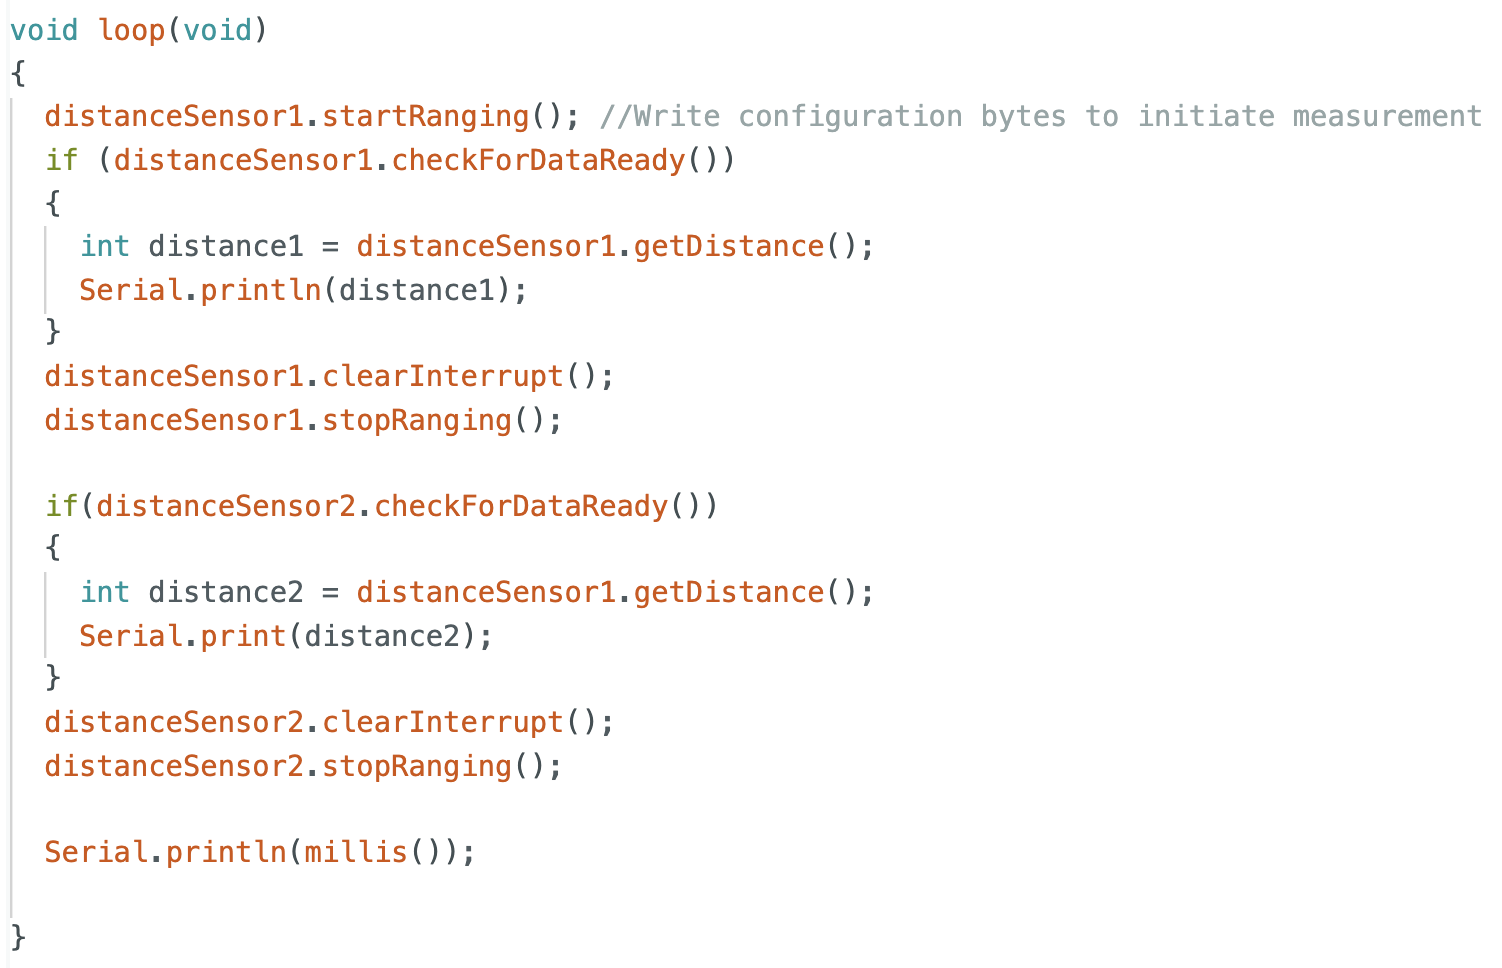 void loop(void)
{
  distanceSensor1.startRanging(); //Write configuration bytes to initiate measurement
  if (distanceSensor1.checkForDataReady())
  {
    int distance1 = distanceSensor1.getDistance();
    Serial.println(distance1);
  }
  distanceSensor1.clearInterrupt();
  distanceSensor1.stopRanging();

  if(distanceSensor2.checkForDataReady())
  {
    int distance2 = distanceSensor1.getDistance();
    Serial.print(distance2);
  }
  distanceSensor2.clearInterrupt();
  distanceSensor2.stopRanging();

  Serial.println(millis());

}